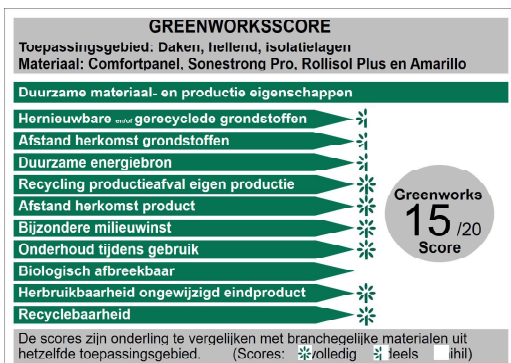 GREENWORKSSCORE
Toepassingsgebied: Daken, hellend, isolatielagen
Materiaal: Comfortpanel, Sonestrong Pro, Rollisol Plus en Amarillo
Duurzame materiaal- en productie eigenschappen
Hernieuwbare en/of gerecyclede grondstoffen
Afstand herkomst grondstoffen
Duurzame energiebron
Recycling productieafval eigen productie
Afstand herkomst product
Bijzondere milieuwinst
Onderhoud tijdens gebruik
Biologisch afbreekbaar
Herbruikbaarheid ongewijzigd eindproduct
Recyclebaarheid
Greenworks
15 /20
Score
De scores zijn onderling te vergelijken met branchegelijke materialen uit
hetzelfde toepassingsgebied. (Scores: volledig deels ihil)